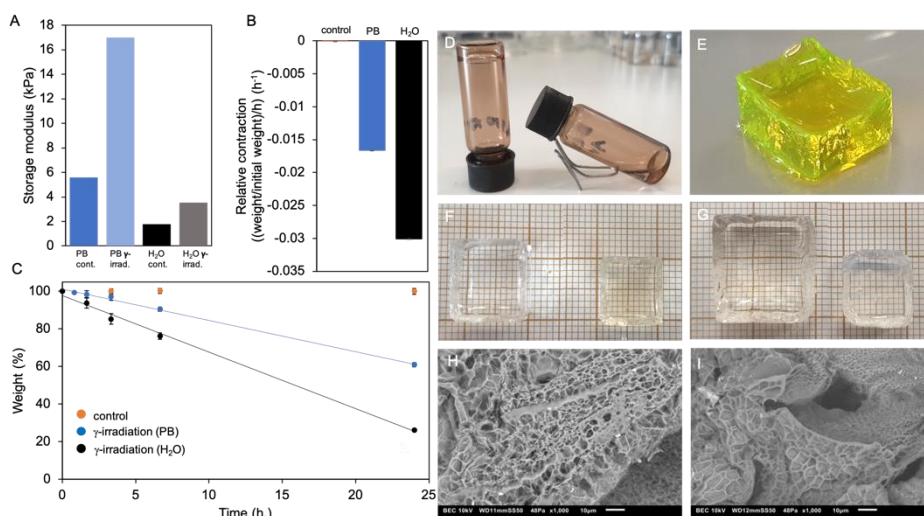 A
Storage modulus (kPa)
18
16
14
12
10
8
6
4
2
0
PB
cont.
PB γ-
irrad.
H₂O
cont.
H₂O γ-
irrad.
B
control PB H₂O
Relative contraction
((weight/initial weight)/h) (h⁻¹)
0
-0.005
-0.01
-0.015
-0.02
-0.025
-0.03
-0.035
C
Weight (%)
100
80
60
40
20
0
control
γ-irradiation (PB)
γ-irradiation (H₂O)
0 5 10 15 20 25
Time (h.)
D
E
F
G
H
BEC 10kV WD11mmSS50 48Pa x1,000 10μm
I
BEC 10kV WD12mmSS50 48Pa x1,000 10μm